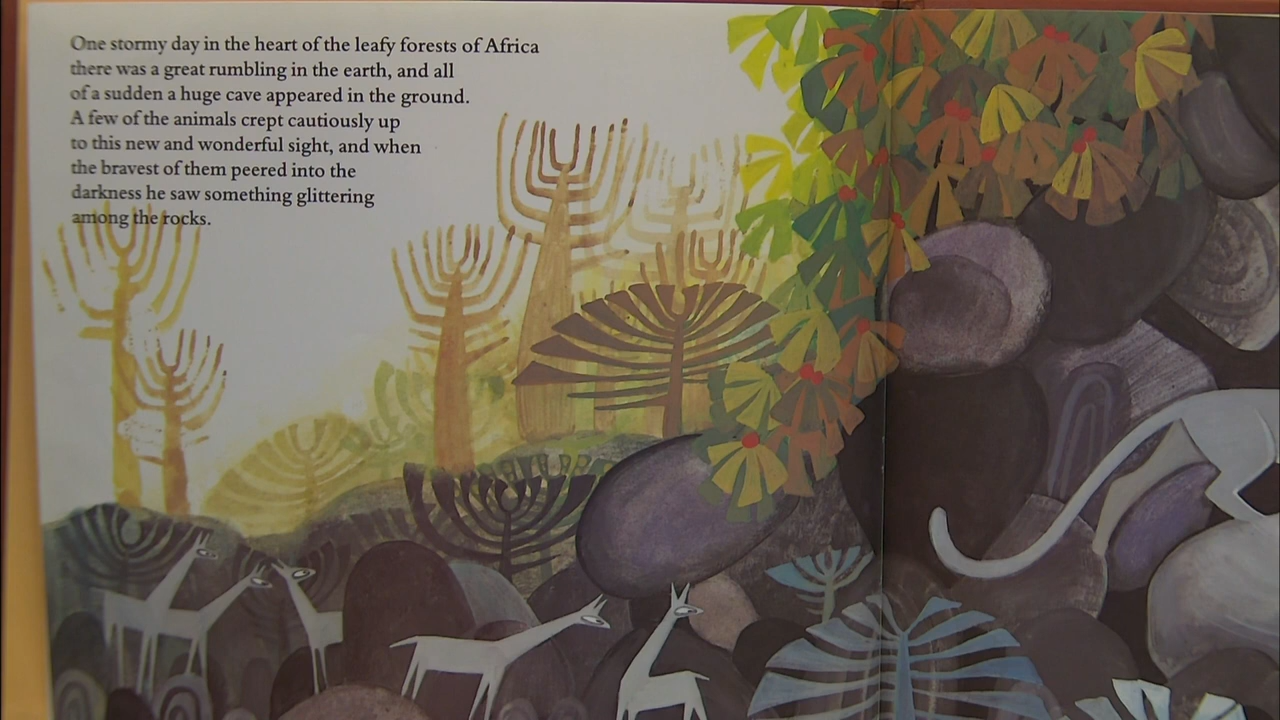 One stormy day in the heart of the leafy forests of Africa
there was a great rumbling in the earth, and all
of a sudden a huge cave appeared in the ground.
A few of the animals crept cautiously up
to this new and wonderful sight, and when
the bravest of them peered into the
darkness he saw something glittering
among the rocks.